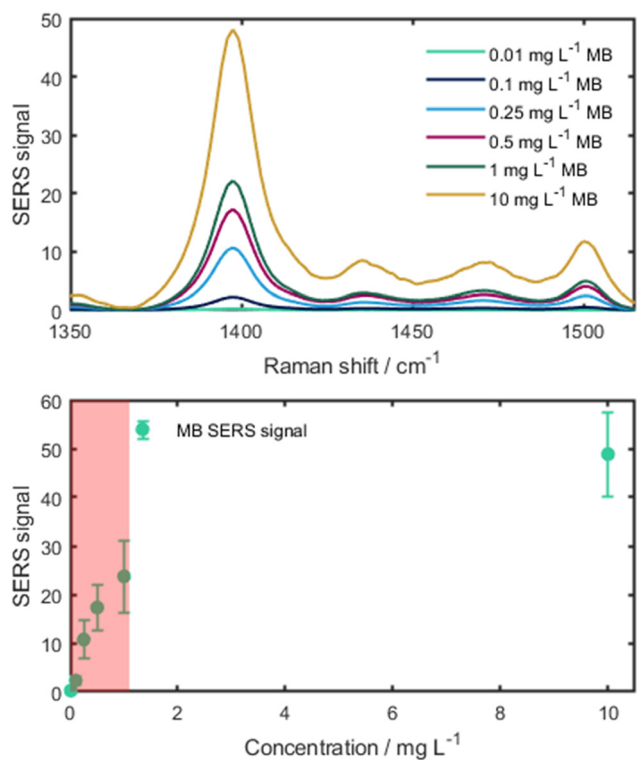 50
40
30
20
10
0
SERS signal
0.01 mg L⁻¹ MB
0.1 mg L⁻¹ MB
0.25 mg L⁻¹ MB
0.5 mg L⁻¹ MB
1 mg L⁻¹ MB
10 mg L⁻¹ MB
1350 1400 1450 1500
Raman shift / cm⁻¹
60
50
40
30
20
10
0
SERS signal
MB SERS signal
0 2 4 6 8 10
Concentration / mg L⁻¹